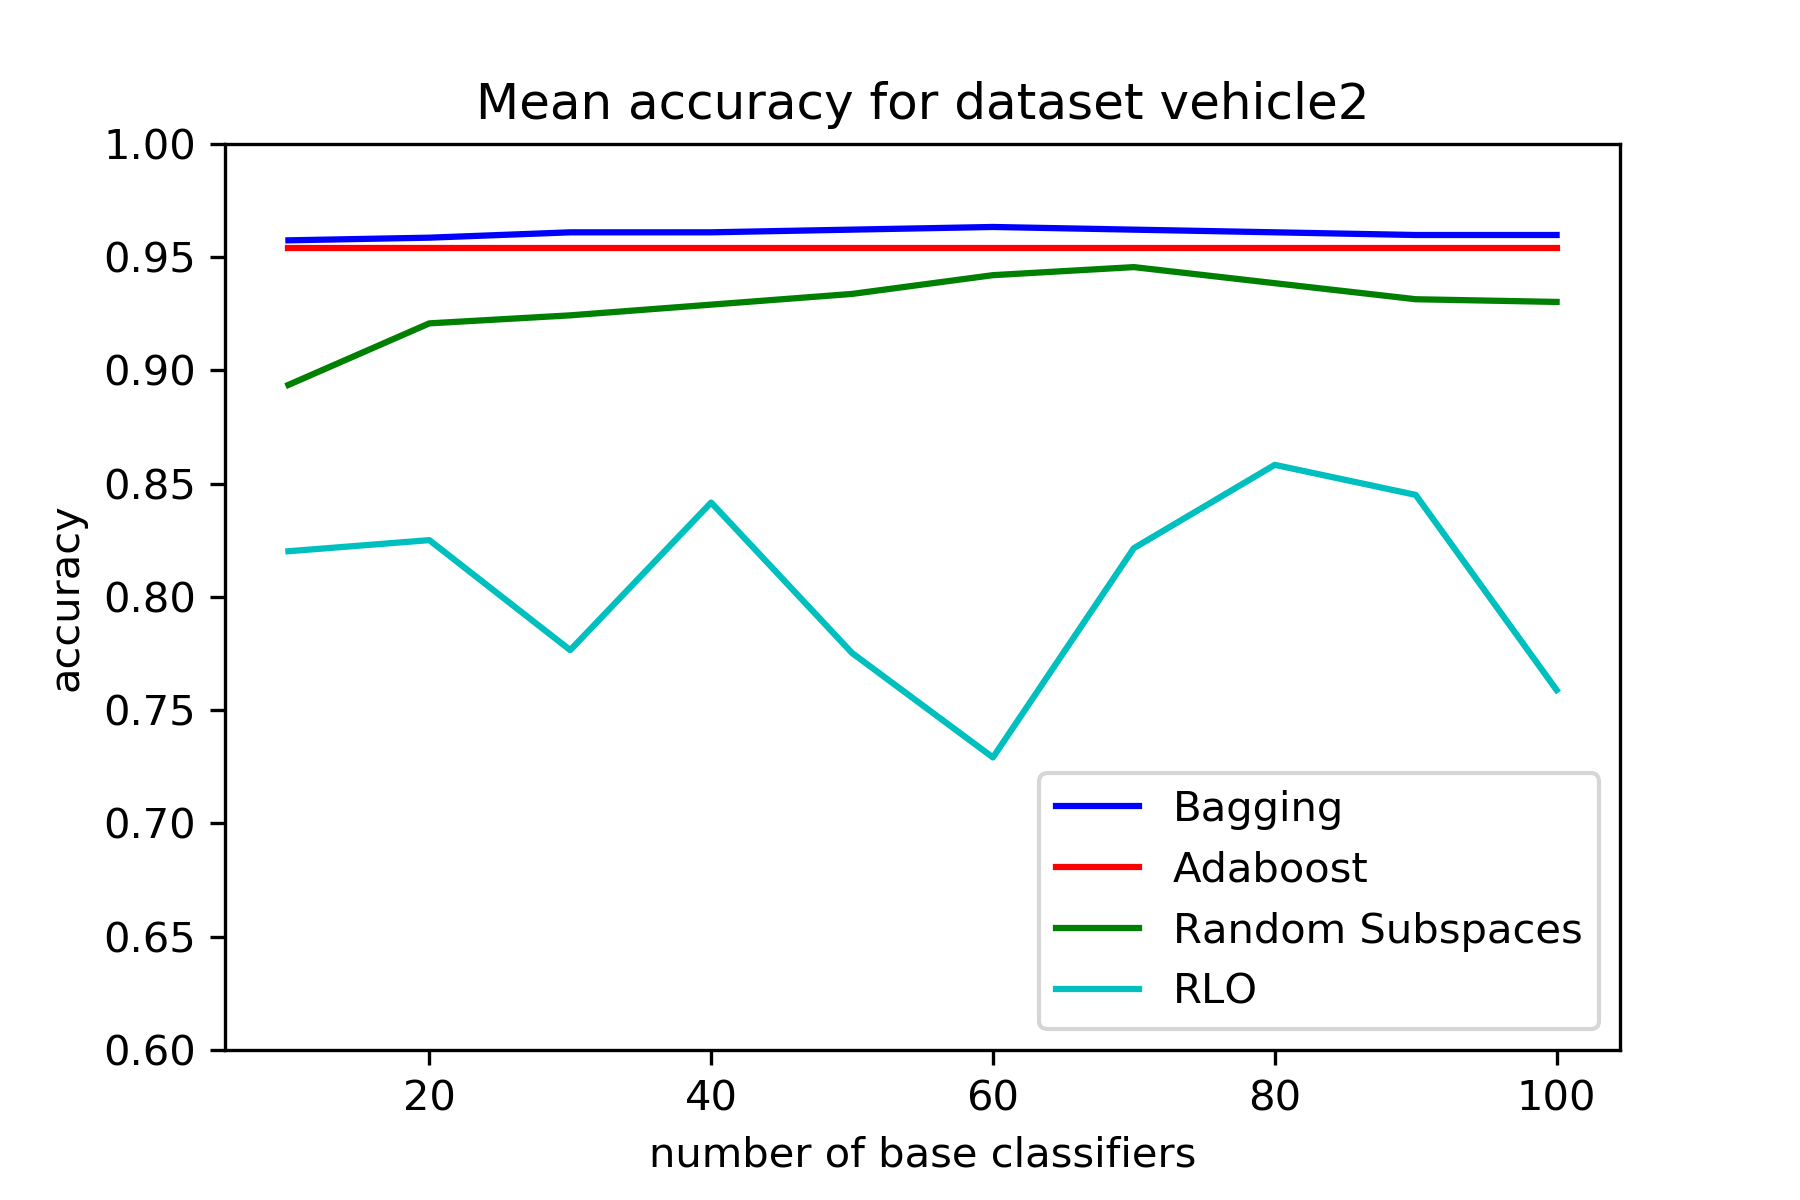 Mean accuracy for dataset vehicle2
1.00
0.95
0.90
0.85
0.80
0.75
0.70
0.65
0.60
accuracy
Bagging
Adaboost
Random Subspaces
RLO
20 40 60 80 100
number of base classifiers